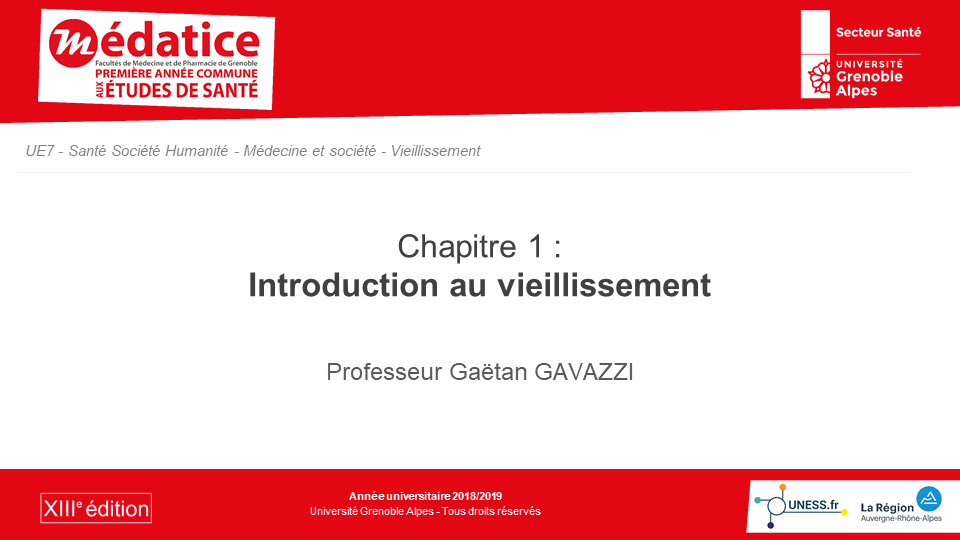 médatice
Facultés de Médecine et de Pharmacie de Grenoble
PREMIÈRE ANNÉE COMMUNE
AUX ÉTUDES DE SANTÉ
Secteur Santé
UNIVERSITÉ
Grenoble
Alpes
UE7 - Santé Société Humanité - Médecine et société - Vieillissement
Chapitre 1 :
Introduction au vieillissement
Professeur Gaëtan GAVAZZI
XIIIe édition
Année universitaire 2018/2019
Université Grenoble Alpes - Tous droits réservés
UNESS.fr
La Région
Auvergne-Rhône-Alpes